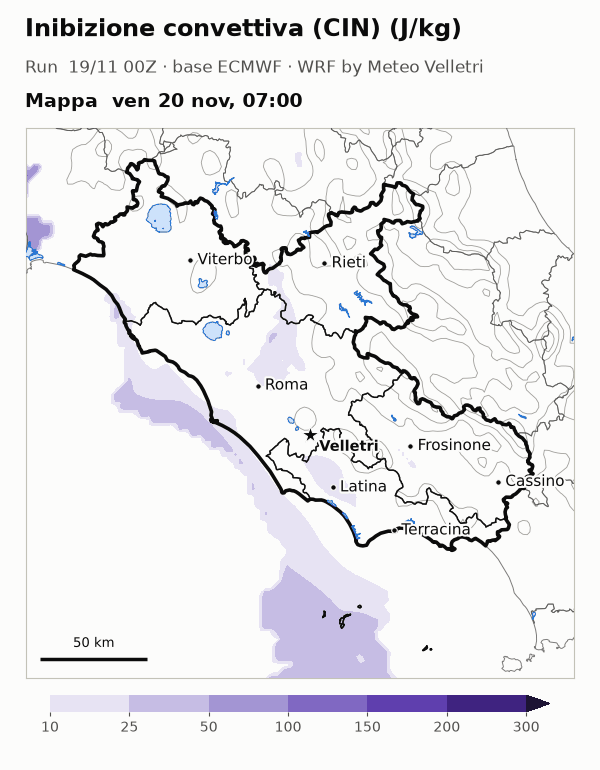 Inibizione convettiva (CIN) (J/kg)
Run  19/11 00Z · base ECMWF · WRF by Meteo Velletri
Mappa  ven 20 nov, 07:00
Viterbo
Rieti
Roma
Velletri
Frosinone
Cassino
Latina
Terracina
50 km
10 25 50 100 150 200 300